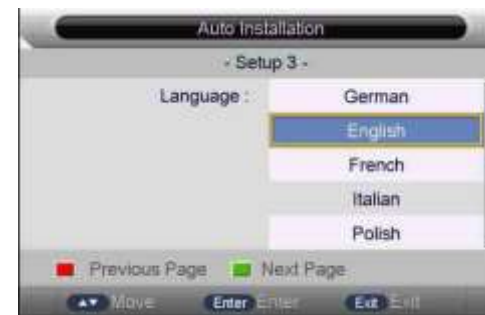 Auto Installation
- Setup 3 -
Language : German
English
French
Italian
Polish
Previous Page Next Page
Move Enter Enter Exit Exit